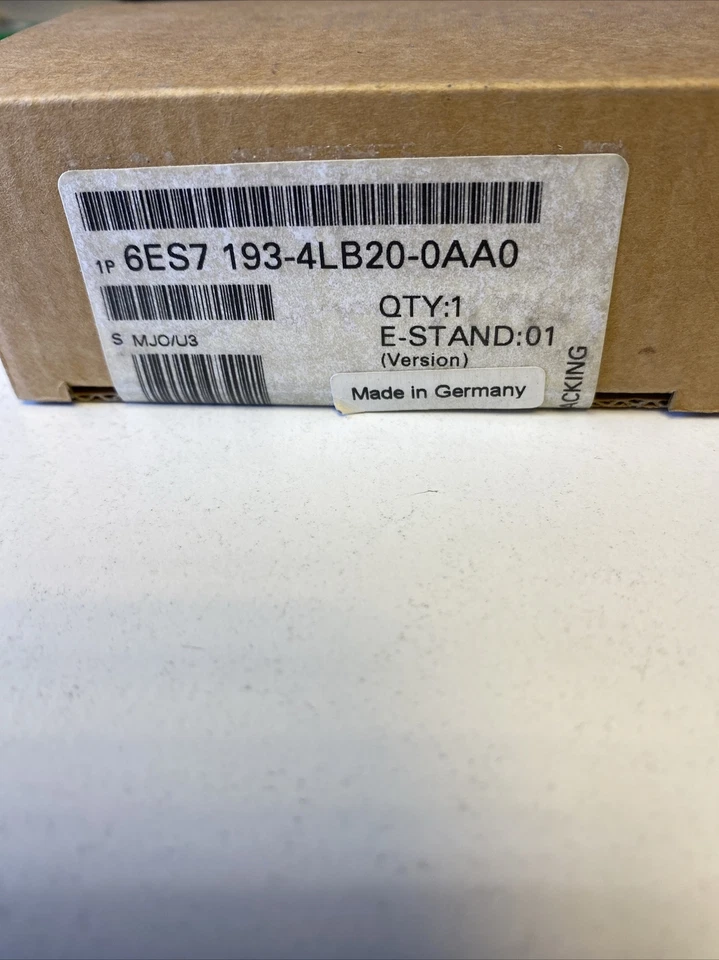 1P 6ES7 193-4LB20-0AA0
QTY:1
S MJO/U3
E-STAND:01
(Version)
Made in Germany